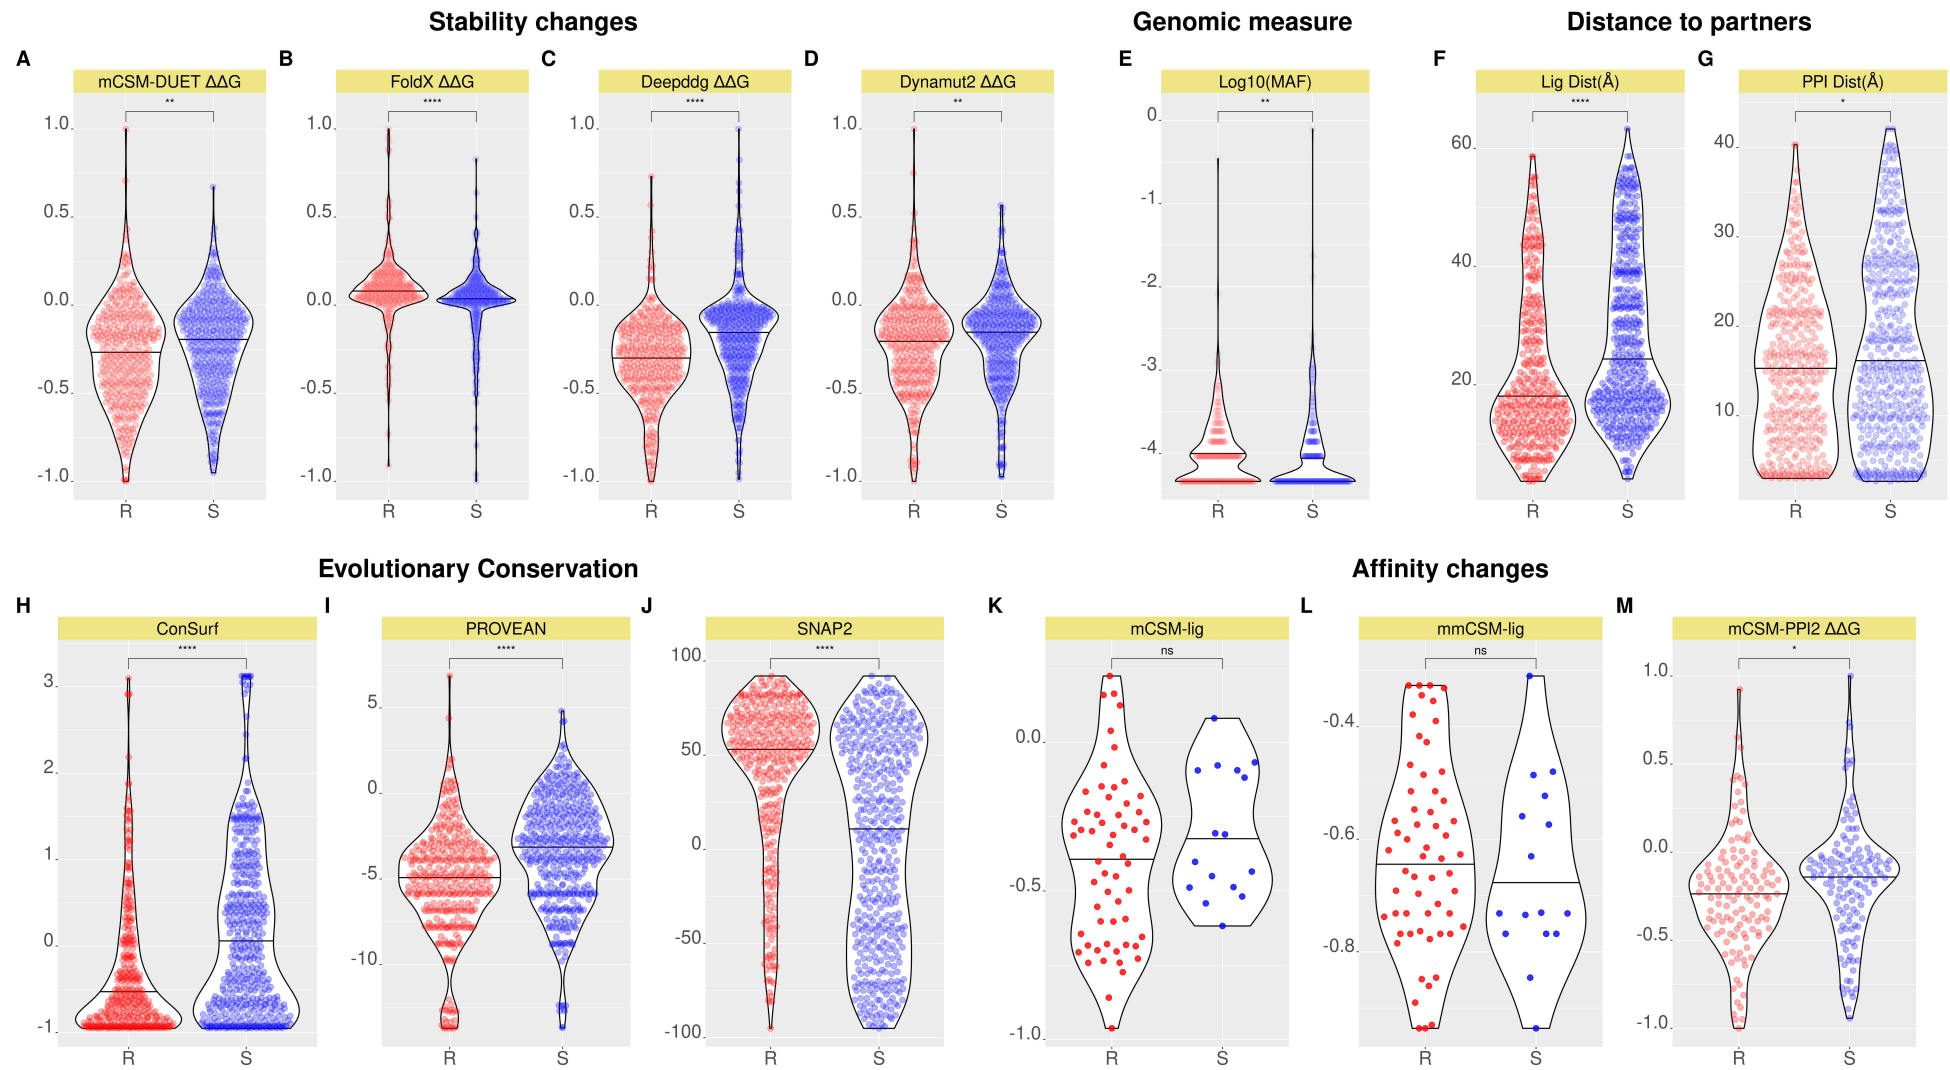 Stability changes
Genomic measure
Distance to partners
A
B
C
D
E
F
G
mCSM-DUET ΔΔG
FoldX ΔΔG
Deepddg ΔΔG
Dynamut2 ΔΔG
Log10(MAF)
Lig Dist(Å)
PPI Dist(Å)
**
****
****
**
**
****
*
1.0
0.5
0.0
-0.5
-1.0
R
S
1.0
0.5
0.0
-0.5
-1.0
R
S
1.0
0.5
0.0
-0.5
-1.0
R
S
1.0
0.5
0.0
-0.5
-1.0
R
S
0
-1
-2
-3
-4
R
S
60
40
20
R
S
40
30
20
10
R
S
Evolutionary Conservation
Affinity changes
H
I
J
K
L
M
ConSurf
PROVEAN
SNAP2
mCSM-lig
mmCSM-lig
mCSM-PPI2 ΔΔG
****
****
****
ns
ns
*
3
2
1
0
-1
R
S
5
0
-5
-10
R
S
100
50
0
-50
-100
R
S
0.0
-0.5
-1.0
R
S
-0.4
-0.6
-0.8
R
S
1.0
0.5
0.0
-0.5
-1.0
R
S